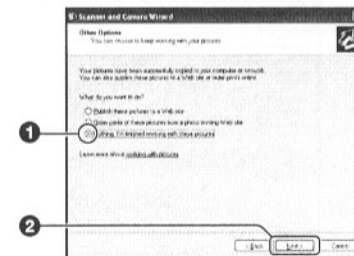 Scanner and Camera Wizard
Other Options
You can choose to keep working with your pictures
Your pictures have been successfully copied to your computer or network.
You can also publish these pictures to a Web site or order prints online.
What do you want to do?
Publish these pictures to a Web site
Order prints of these pictures from a photo printing Web site
1
Nothing. I'm finished working with these pictures
Learn more about working with pictures.
2
< Back
Next >
Cancel